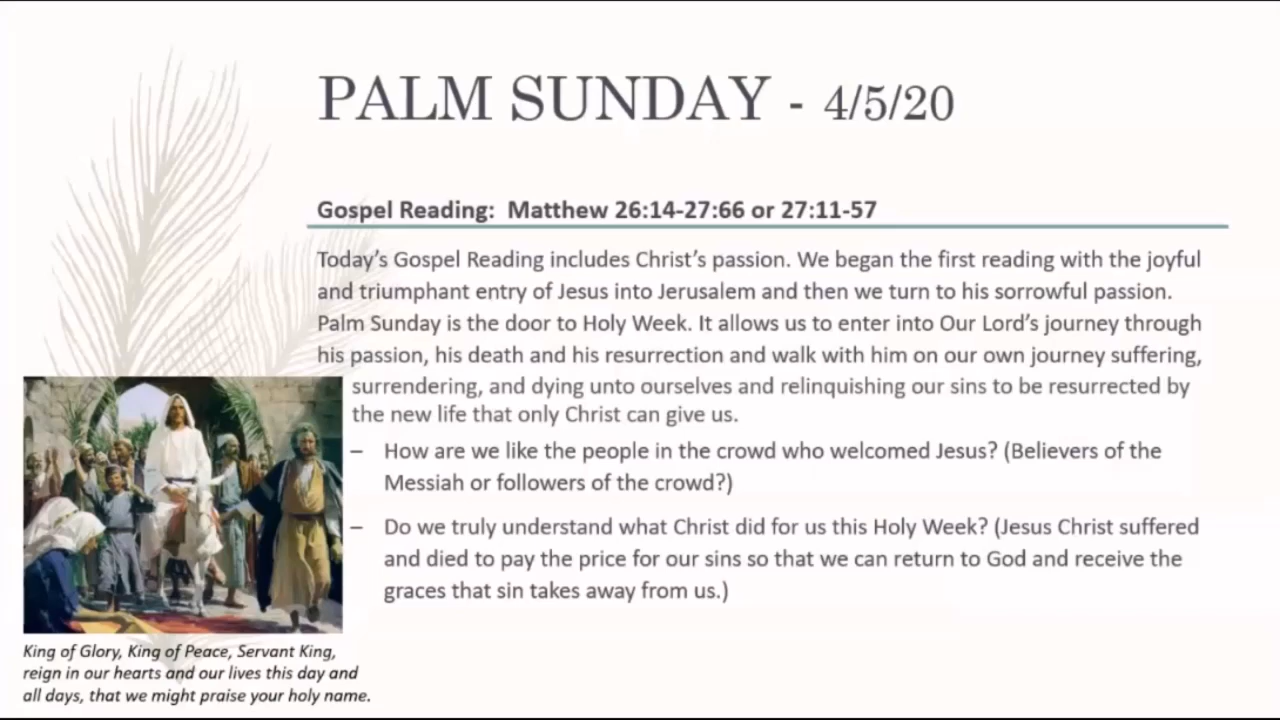 PALM SUNDAY - 4/5/20
Gospel Reading: Matthew 26:14-27:66 or 27:11-57
Today’s Gospel Reading includes Christ’s passion. We began the first reading with the joyful
and triumphant entry of Jesus into Jerusalem and then we turn to his sorrowful passion.
Palm Sunday is the door to Holy Week. It allows us to enter into Our Lord’s journey through
his passion, his death and his resurrection and walk with him on our own journey suffering,
surrendering, and dying unto ourselves and relinquishing our sins to be resurrected by
the new life that only Christ can give us.
– How are we like the people in the crowd who welcomed Jesus? (Believers of the
Messiah or followers of the crowd?)
– Do we truly understand what Christ did for us this Holy Week? (Jesus Christ suffered
and died to pay the price for our sins so that we can return to God and receive the
graces that sin takes away from us.)
King of Glory, King of Peace, Servant King,
reign in our hearts and our lives this day and
all days, that we might praise your holy name.